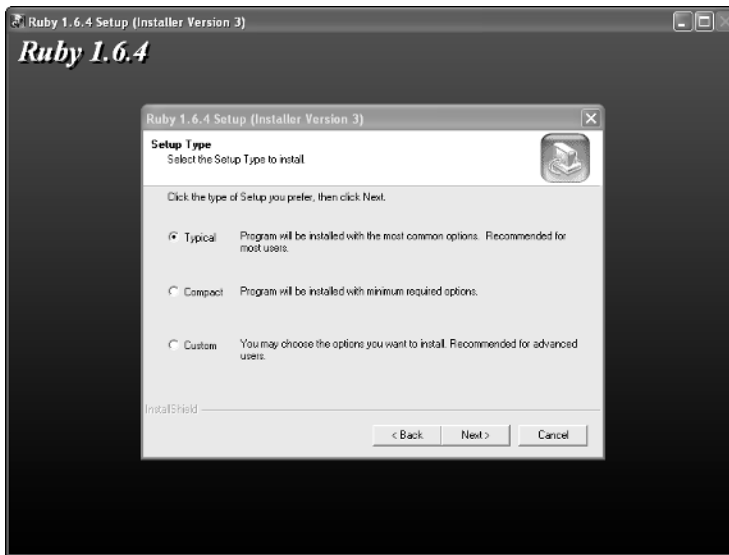 Ruby 1.6.4 Setup (Installer Version 3)
Ruby 1.6.4
Ruby 1.6.4 Setup (Installer Version 3)
Setup Type
Select the Setup Type to install.
Click the type of Setup you prefer, then click Next.
Typical Program will be installed with the most common options. Recommended for
most users.
Compact Program will be installed with minimum required options.
Custom You may choose the options you want to install. Recommended for advanced
users.
InstallShield
< Back Next > Cancel